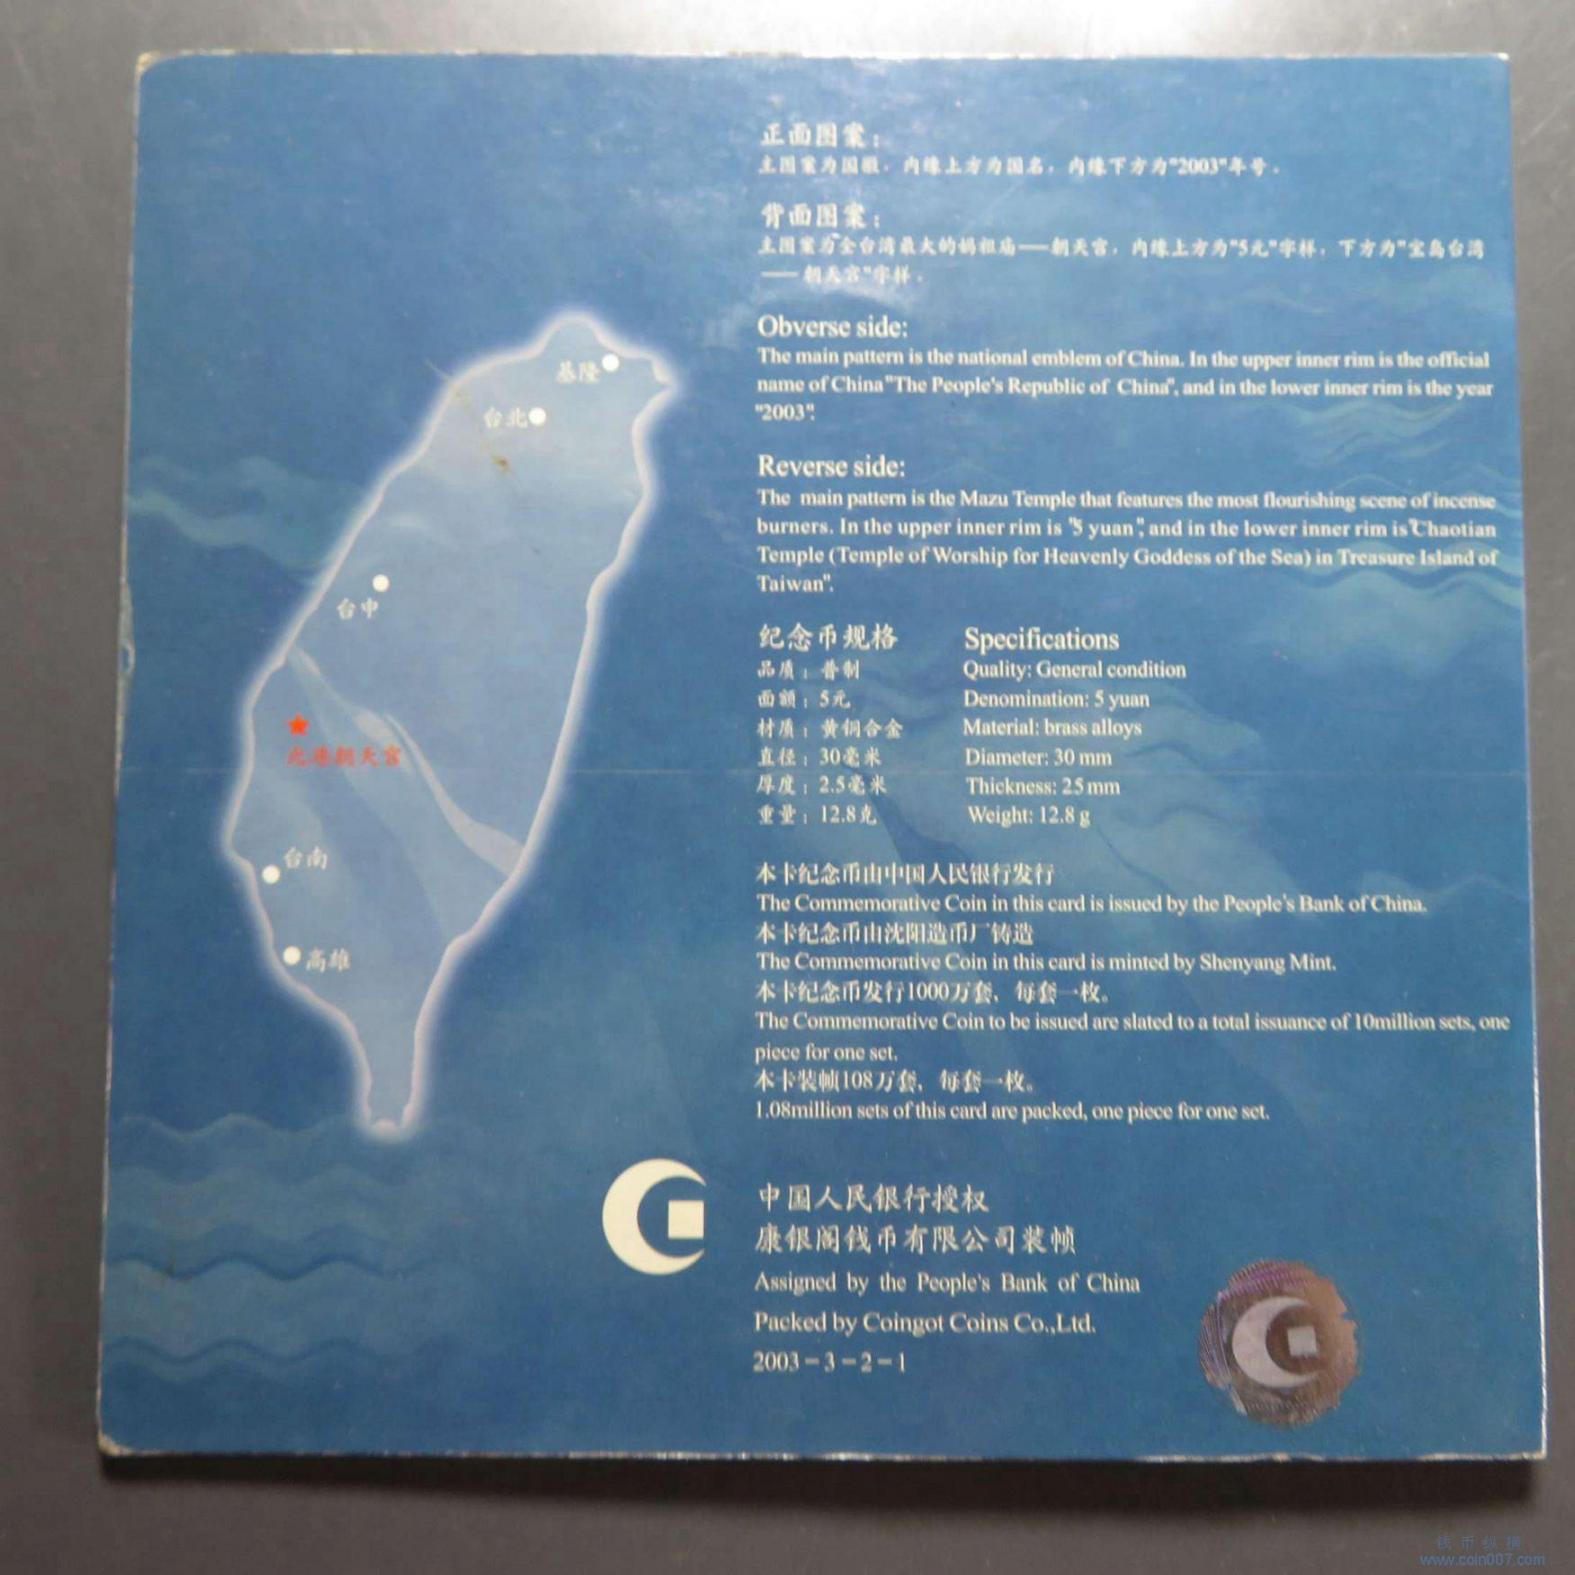 正面图案：
主图案为国徽，内缘上方为国名，内缘下方为"2003"年号。
背面图案：
主图案为全台湾最大的妈祖庙——朝天宫，内缘上方为"5元"字样，下方为"宝岛台湾
——朝天宫"字样。
Obverse side:
The main pattern is the national emblem of China. In the upper inner rim is the official
name of China "The People's Republic of China", and in the lower inner rim is the year
"2003".
Reverse side:
The main pattern is the Mazu Temple that features the most flourishing scene of incense
burners. In the upper inner rim is "5 yuan", and in the lower inner rim is "Chaotian
Temple (Temple of Worship for Heavenly Goddess of the Sea) in Treasure Island of
Taiwan".
纪念币规格 Specifications
品质：普制 Quality: General condition
面额：5元 Denomination: 5 yuan
材质：黄铜合金 Material: brass alloys
直径：30毫米 Diameter: 30 mm
厚度：2.5毫米 Thickness: 25 mm
重量：12.8克 Weight: 12.8 g
本卡纪念币由中国人民银行发行
The Commemorative Coin in this card is issued by the People's Bank of China.
本卡纪念币由沈阳造币厂铸造
The Commemorative Coin in this card is minted by Shenyang Mint.
本卡纪念币发行1000万套，每套一枚。
The Commemorative Coin to be issued are slated to a total issuance of 10million sets, one
piece for one set.
本卡装帧108万套，每套一枚。
1.08million sets of this card are packed, one piece for one set.
中国人民银行授权
康银阁钱币有限公司装帧
Assigned by the People's Bank of China
Packed by Coingot Coins Co.,Ltd.
2003-3-2-1
基隆
台北
台中
北港朝天宫
台南
高雄
钱币纵横
www.coin007.com